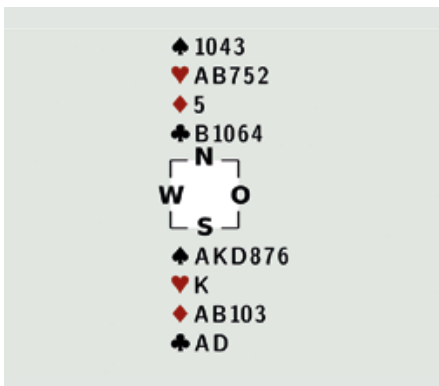 ♠ 1043
♥ AB752
♦ 5
♣ B1064
N
W O
S
♠ AKD876
♥ K
♦ AB103
♣ AD